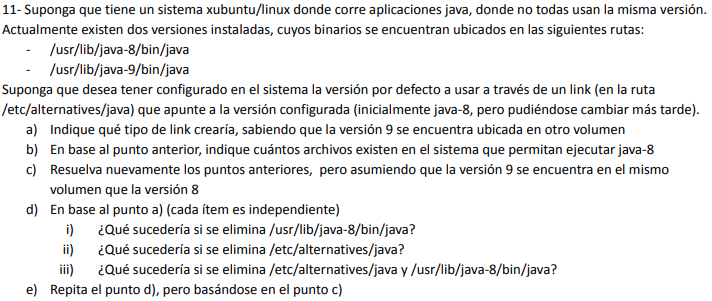 11- Suponga que tiene un sistema xubuntu/linux donde corre aplicaciones java, donde no todas usan la misma versión.
Actualmente existen dos versiones instaladas, cuyos binarios se encuentran ubicados en las siguientes rutas:
- /usr/lib/java-8/bin/java
- /usr/lib/java-9/bin/java
Suponga que desea tener configurado en el sistema la versión por defecto a usar a través de un link (en la ruta
/etc/alternatives/java) que apunte a la versión configurada (inicialmente java-8, pero pudiéndose cambiar más tarde).
a) Indique qué tipo de link crearía, sabiendo que la versión 9 se encuentra ubicada en otro volumen
b) En base al punto anterior, indique cuántos archivos existen en el sistema que permitan ejecutar java-8
c) Resuelva nuevamente los puntos anteriores, pero asumiendo que la versión 9 se encuentra en el mismo
volumen que la versión 8
d) En base al punto a) (cada ítem es independiente)
i) ¿Qué sucedería si se elimina /usr/lib/java-8/bin/java?
ii) ¿Qué sucedería si se elimina /etc/alternatives/java?
iii) ¿Qué sucedería si se elimina /etc/alternatives/java y /usr/lib/java-8/bin/java?
e) Repita el punto d), pero basándose en el punto c)